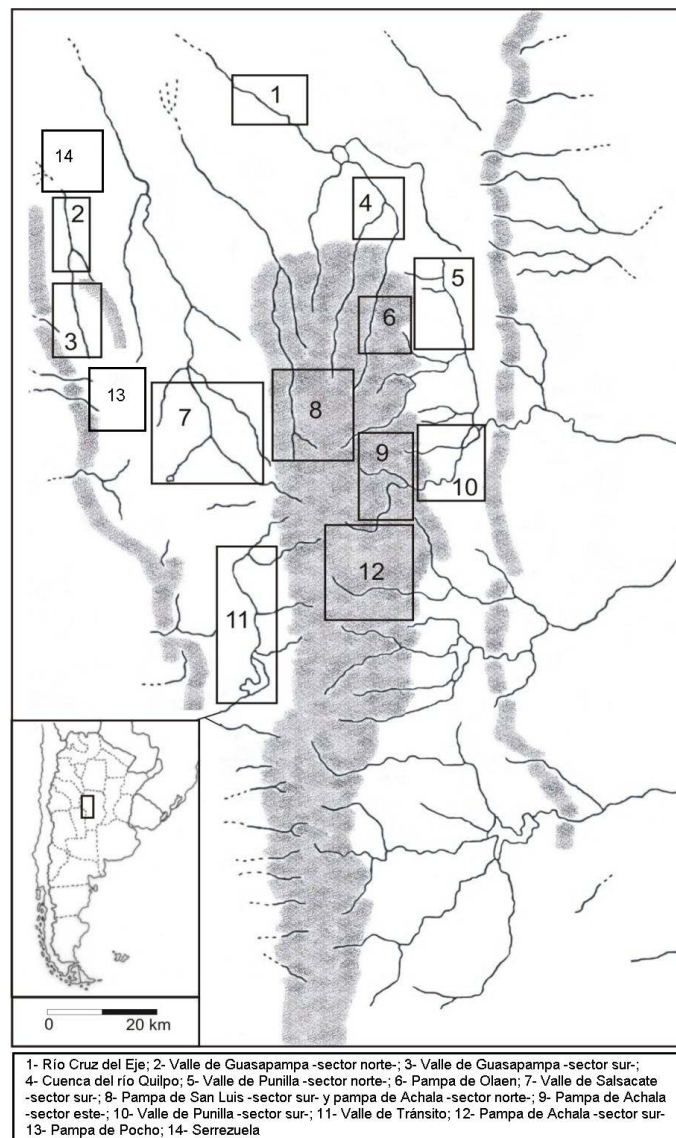 1
14
4
2
5
6
3
13
8
7
9
10
12
11
0 20 km
1- Río Cruz del Eje; 2- Valle de Guasapampa -sector norte-; 3- Valle de Guasapampa -sector sur-;
4- Cuenca del río Quilpo; 5- Valle de Punilla -sector norte-; 6- Pampa de Olaen; 7- Valle de Salsacate
-sector sur-; 8- Pampa de San Luis -sector sur- y pampa de Achala -sector norte-; 9- Pampa de Achala
-sector este-; 10- Valle de Punilla -sector sur-; 11- Valle de Tránsito; 12- Pampa de Achala -sector sur-
13- Pampa de Pocho; 14- Serrezuela